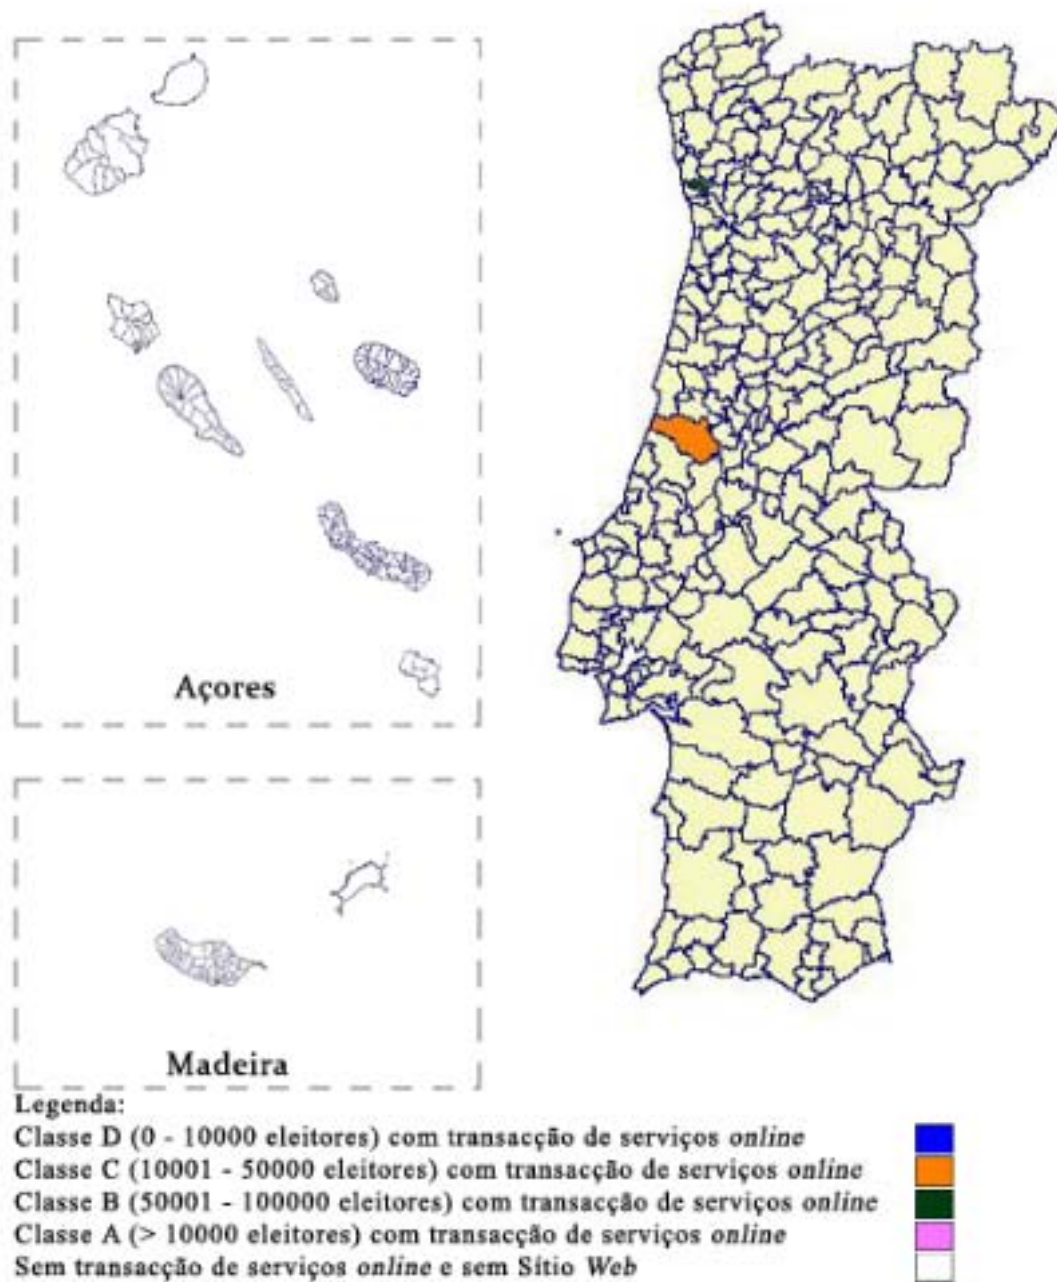 Açores
Madeira
Legenda:
Classe D (0 - 10000 eleitores) com transacção de serviços online
Classe C (10001 - 50000 eleitores) com transacção de serviços online
Classe B (50001 - 100000 eleitores) com transacção de serviços online
Classe A (> 10000 eleitores) com transacção de serviços online
Sem transacção de serviços online e sem Sítio Web